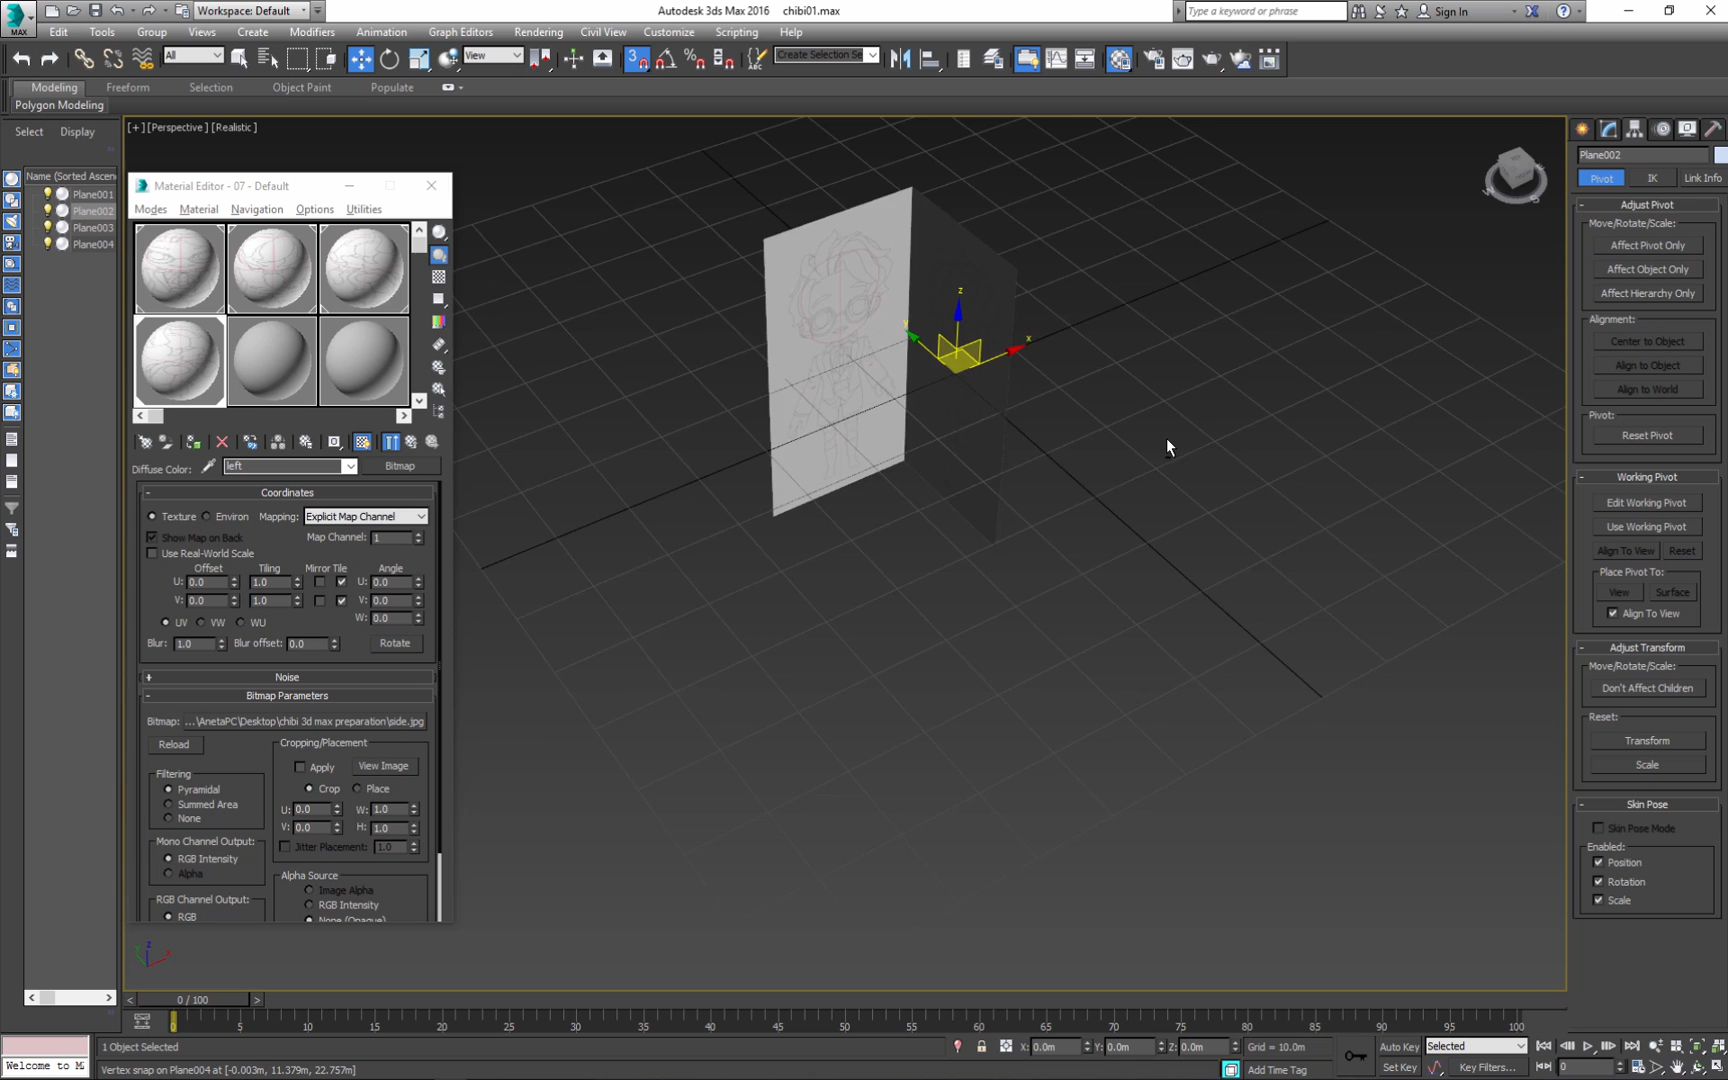 Workspace: Default
Autodesk 3ds Max 2016 chibi01.max
Type a keyword or phrase
Sign In
MAX
Edit Tools Group Views Create Modifiers Animation Graph Editors Rendering Civil View Customize Scripting Help
All
View
Create Selection Se
Modeling Freeform Selection Object Paint Populate
Polygon Modeling
Select Display
[+] [Perspective] [Realistic]
Name (Sorted Ascen
Plane001
Plane002
Plane003
Plane004
Material Editor - 07 - Default
Modes Material Navigation Options Utilities
Diffuse Color: left Bitmap
- Coordinates
Texture Environ Mapping: Explicit Map Channel
Show Map on Back Map Channel: 1
Use Real-World Scale
Offset Tiling Mirror Tile Angle
U: 0.0 1.0 U: 0.0
V: 0.0 1.0 V: 0.0
W: 0.0
UV VW WU
Blur: 1.0 Blur offset: 0.0 Rotate
+ Noise
- Bitmap Parameters
Bitmap: ...\AnetaPC\Desktop\chibi 3d max preparation\side.jpg
Reload
Cropping/Placement
Apply View Image
Crop Place
U: 0.0 W: 1.0
V: 0.0 H: 1.0
Jitter Placement: 1.0
Filtering
Pyramidal
Summed Area
None
Mono Channel Output:
RGB Intensity
Alpha
RGB Channel Output:
RGB
Alpha Source
Image Alpha
RGB Intensity
None (Opaque)
z
y
x
z
x
Plane002
Pivot IK Link Info
- Adjust Pivot
Move/Rotate/Scale:
Affect Pivot Only
Affect Object Only
Affect Hierarchy Only
Alignment:
Center to Object
Align to Object
Align to World
Pivot:
Reset Pivot
- Working Pivot
Edit Working Pivot
Use Working Pivot
Align To View Reset
Place Pivot To:
View Surface
Align To View
- Adjust Transform
Move/Rotate/Scale:
Don't Affect Children
Reset:
Transform
Scale
- Skin Pose
Skin Pose Mode
Enabled:
Position
Rotation
Scale
< 0 / 100 >
0 5 10 15 20 25 30 35 40 45 50 55 60 65 70 75 80 85 90 95 100
1 Object Selected
X: 0.0m Y: 0.0m Z: 0.0m Grid = 10.0m
Auto Key Selected
Welcome to M
Vertex snap on Plane004 at [-0.003m, 11.379m, 22.757m]
Add Time Tag
Set Key Key Filters... 0